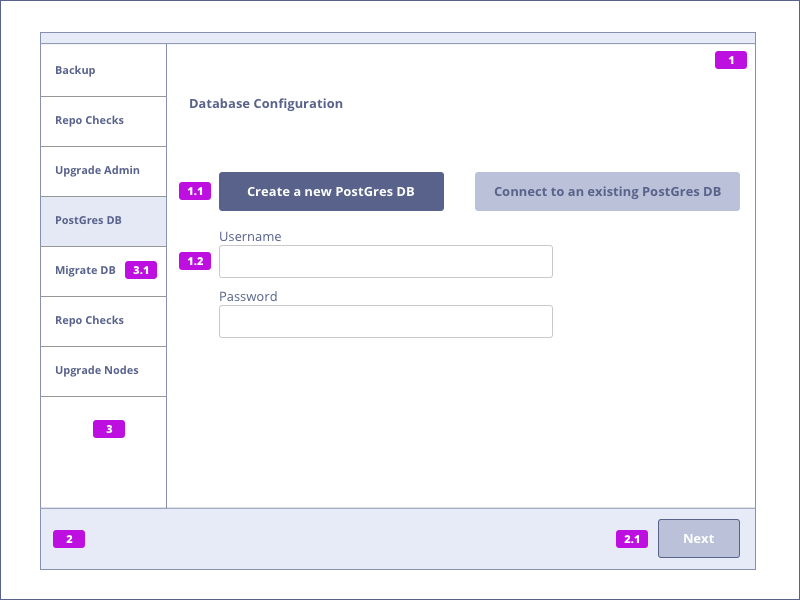 Backup
Repo Checks
Upgrade Admin
PostGres DB
Migrate DB 3.1
Repo Checks
Upgrade Nodes
3
1
Database Configuration
1.1 Create a new PostGres DB Connect to an existing PostGres DB
Username
1.2
Password
2 2.1 Next